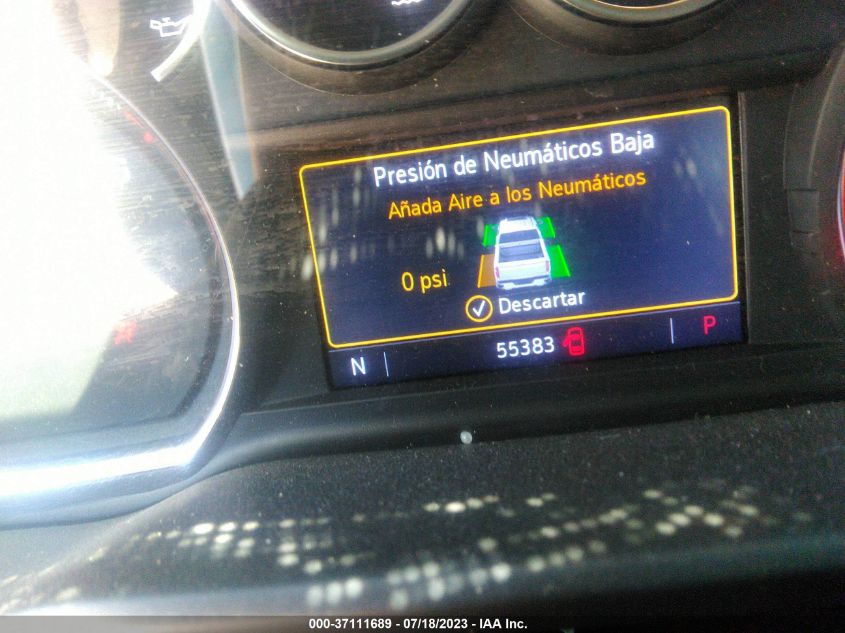 Presión de Neumáticos Baja
Añada Aire a los Neumáticos
0 psi
Descartar
N
55383
P
000-37111689 - 07/18/2023 - IAA Inc.